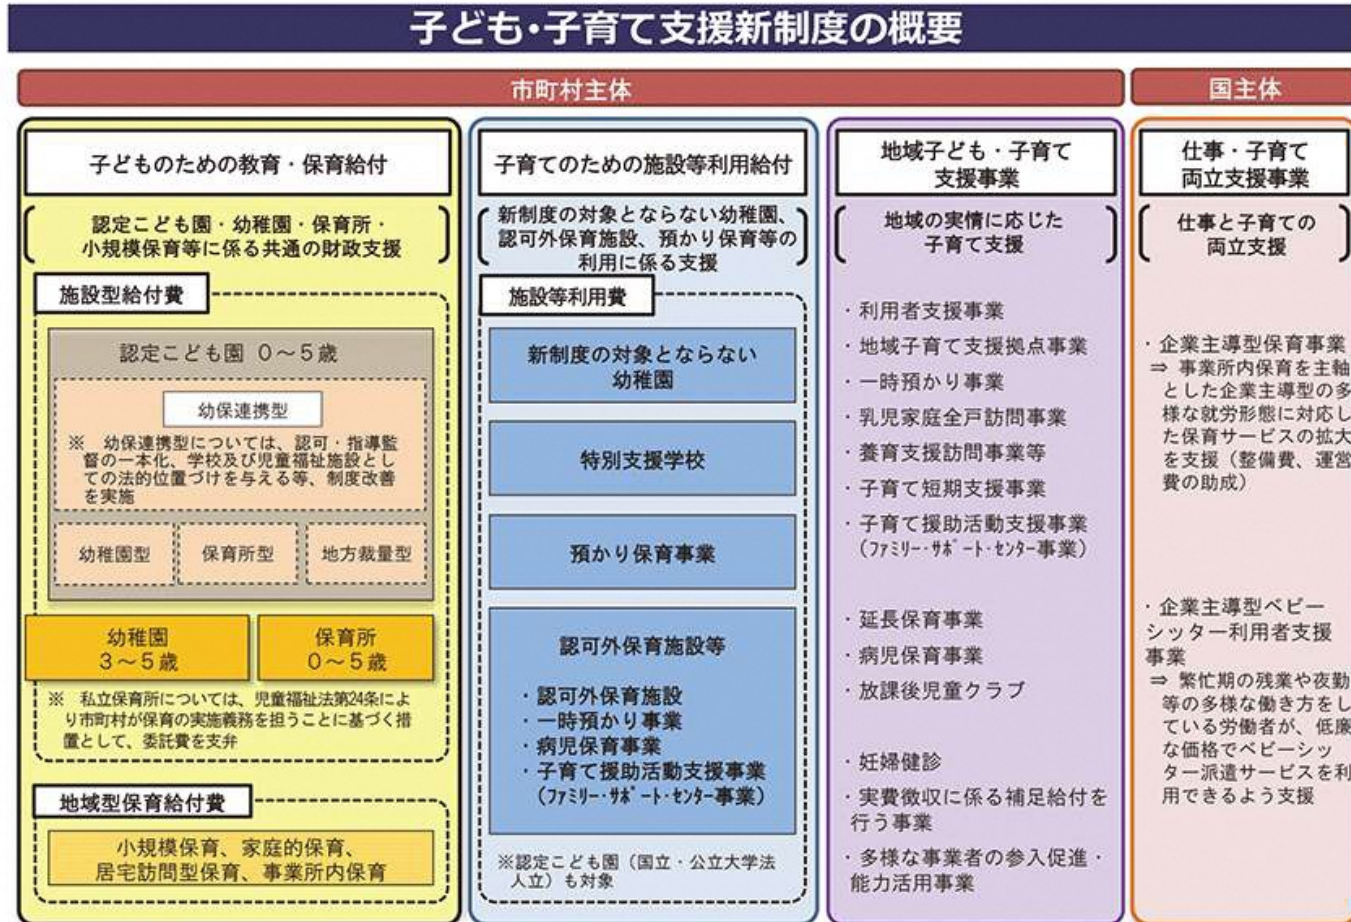 子ども・子育て支援新制度の概要
市町村主体
国主体
子どものための教育・保育給付
認定こども園・幼稚園・保育所・
小規模保育等に係る共通の財政支援
施設型給付費
認定こども園 0～5歳
幼保連携型
※ 幼保連携型については、認可・指導監
督の一本化、学校及び児童福祉施設とし
ての法的位置づけを与える等、制度改善
を実施
幼稚園型
保育所型
地方裁量型
幼稚園
3～5歳
保育所
0～5歳
※ 私立保育所については、児童福祉法第24条によ
り市町村が保育の実施義務を担うことに基づく措
置として、委託費を支弁
地域型保育給付費
小規模保育、家庭的保育、
居宅訪問型保育、事業所内保育
子育てのための施設等利用給付
新制度の対象とならない幼稚園、
認可外保育施設、預かり保育等の
利用に係る支援
施設等利用費
新制度の対象とならない
幼稚園
特別支援学校
預かり保育事業
認可外保育施設等
・認可外保育施設
・一時預かり事業
・病児保育事業
・子育て援助活動支援事業
（ﾌｧﾐﾘｰ･ｻﾎﾟｰﾄ･ｾﾝﾀｰ事業）
※認定こども園（国立・公立大学法
人立）も対象
地域子ども・子育て
支援事業
地域の実情に応じた
子育て支援
・利用者支援事業
・地域子育て支援拠点事業
・一時預かり事業
・乳児家庭全戸訪問事業
・養育支援訪問事業等
・子育て短期支援事業
・子育て援助活動支援事業
（ﾌｧﾐﾘｰ･ｻﾎﾟｰﾄ･ｾﾝﾀｰ事業）
・延長保育事業
・病児保育事業
・放課後児童クラブ
・妊婦健診
・実費徴収に係る補足給付を
行う事業
・多様な事業者の参入促進・
能力活用事業
仕事・子育て
両立支援事業
仕事と子育ての
両立支援
・企業主導型保育事業
⇒ 事業所内保育を主軸
とした企業主導型の多
様な就労形態に対応し
た保育サービスの拡大
を支援（整備費、運営
費の助成）
・企業主導型ベビー
シッター利用者支援
事業
⇒ 繁忙期の残業や夜勤
等の多様な働き方をし
ている労働者が、低廉
な価格でベビーシッ
ター派遣サービスを利
用できるよう支援